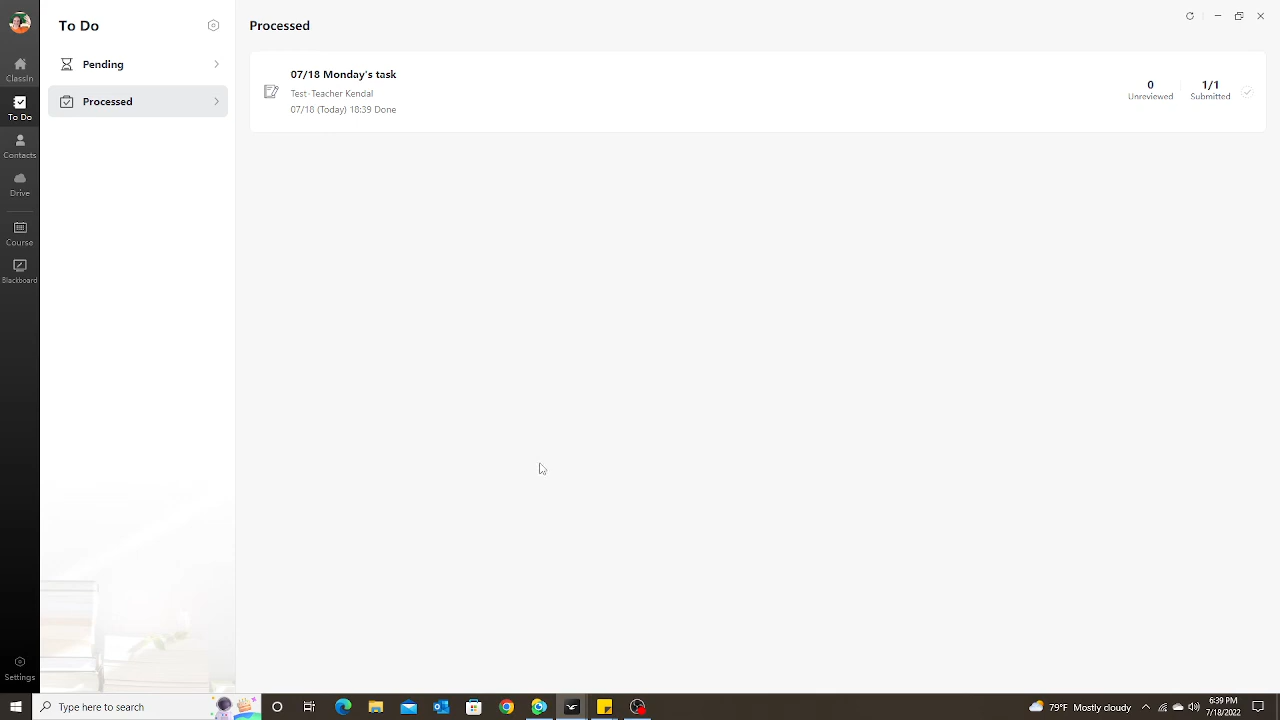 To Do
Processed
ClassIn
Pending
Processed
To Do
07/18 Monday's task
Test-Teacher Kendal
07/18 (Today) 18:39 Done
0
Unreviewed
1/1
Submitted
Contacts
Drive
Course
Blackboard
Settings
Type here to search
79°F Mostly cloudy
6:39 PM
7/18/2022